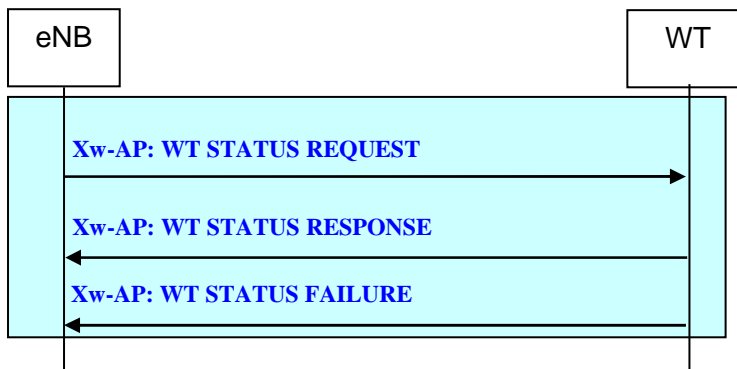 eNB
WT
Xw-AP: WT STATUS REQUEST
Xw-AP: WT STATUS RESPONSE
Xw-AP: WT STATUS FAILURE